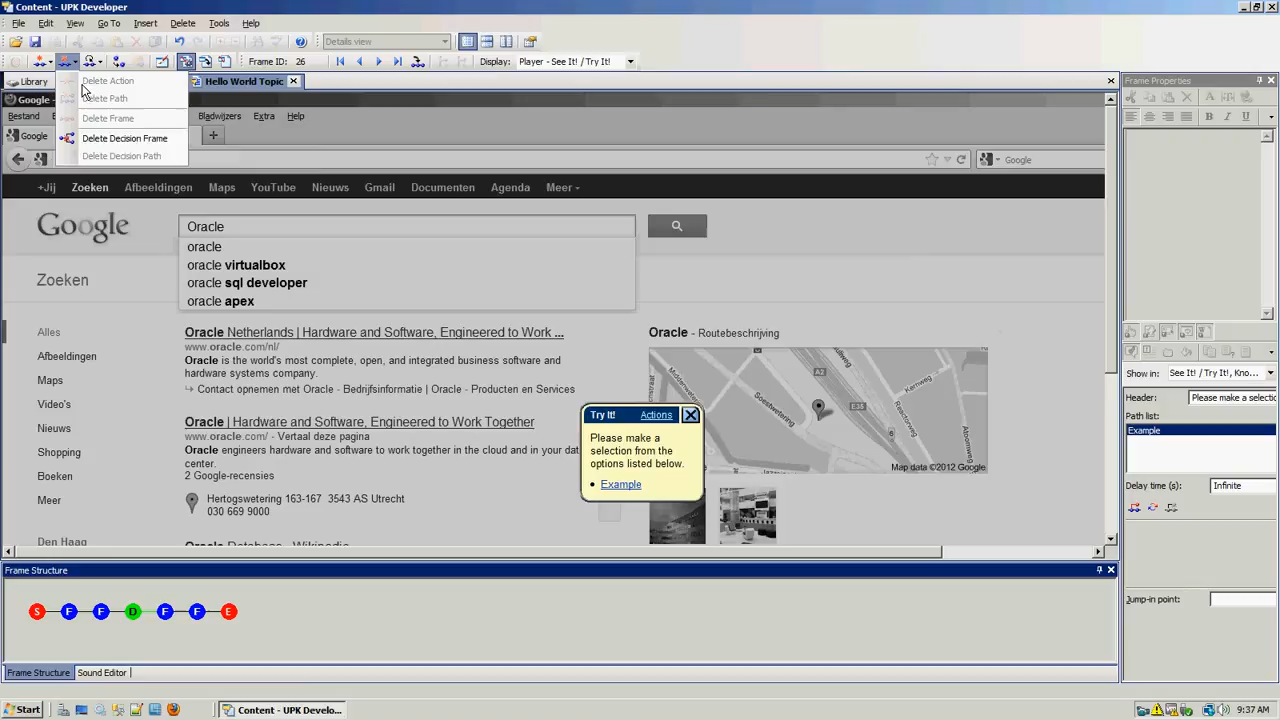 Content - UPK Developer
File Edit View Go To Insert Delete Tools Help
Details view
Frame ID: 26 Display: Player - See It! / Try It!
Library Hello World Topic
Frame Properties
Delete Action
Delete Path
Delete Frame
Delete Decision Frame
Delete Decision Path
Google -
Bestand Bladwijzers Extra Help
Google
Google
+Jij Zoeken Afbeeldingen Maps YouTube Nieuws Gmail Documenten Agenda Meer
B I U
Google Oracle
oracle
oracle virtualbox
oracle sql developer
oracle apex
Zoeken
Alles
Afbeeldingen
Maps
Video's
Nieuws
Shopping
Boeken
Meer
Den Haag
Oracle Netherlands | Hardware and Software, Engineered to Work ...
www.oracle.com/nl/
Oracle is the world's most complete, open, and integrated business software and
hardware systems company.
Contact opnemen met Oracle - Bedrijfsinformatie | Oracle - Producten en Services
Oracle | Hardware and Software, Engineered to Work Together
www.oracle.com/ - Vertaal deze pagina
Oracle engineers hardware and software to work together in the cloud and in your dat
center.
2 Google-recensies
Hertogswetering 163-167 3543 AS Utrecht
030 669 9000
Oracle Database - Wikipedia
Oracle - Routebeschrijving
A2
E35
Map data ©2012 Google
Try It! Actions
Please make a
selection from the
options listed below.
Example
Show in: See It! / Try It!, Kno...
Header: Please make a selectio
Path list:
Example
Delay time (s): Infinite
Jump-in point:
Frame Structure
S F F D F F E
Frame Structure Sound Editor
Start Content - UPK Develo... 9:37 AM